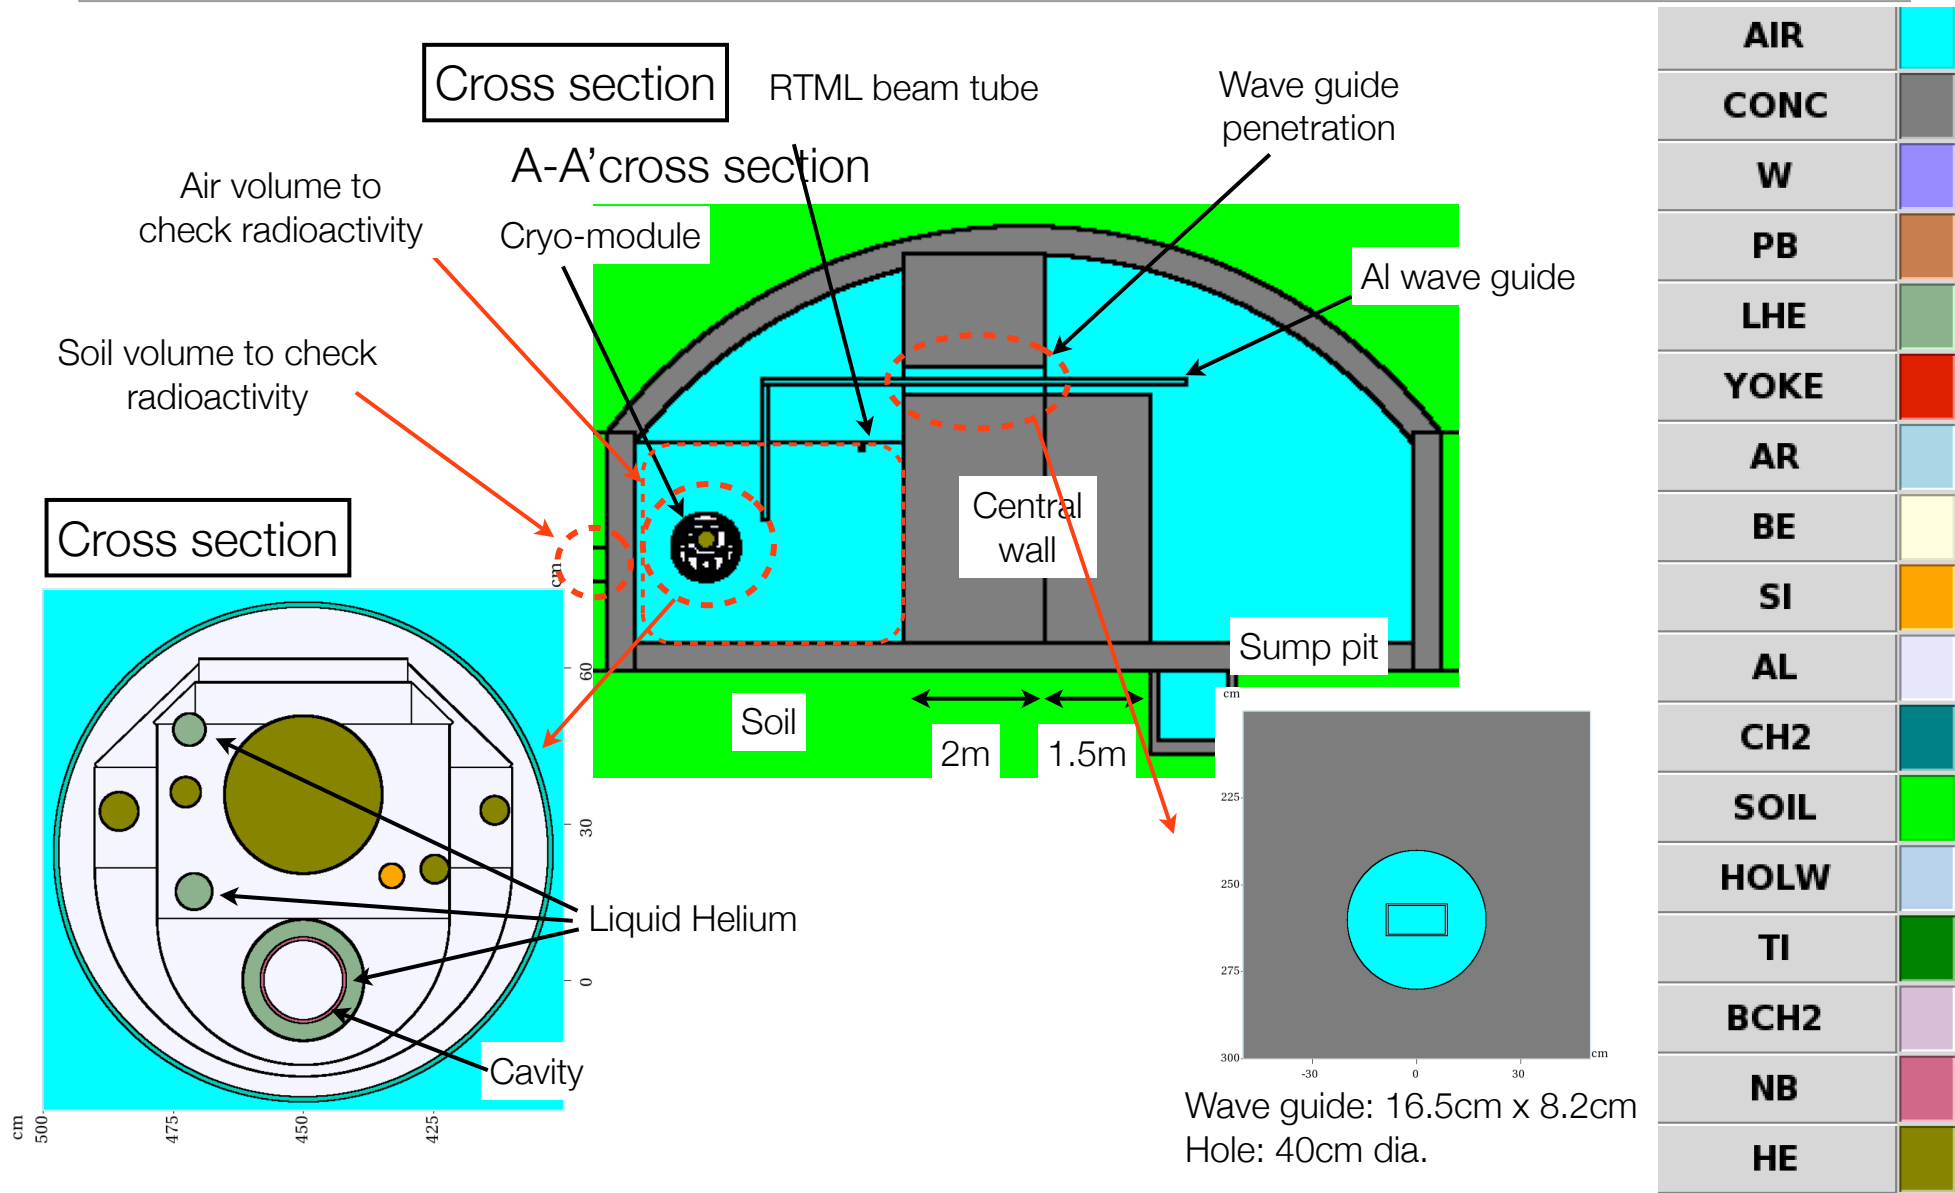 Cross section
RTML beam tube
Wave guide
penetration
A-A'cross section
Air volume to
check radioactivity
Cryo-module
Al wave guide
Soil volume to check
radioactivity
Central
wall
Cross section
cm
60
30
0
Sump pit
Soil
2m
1.5m
Liquid Helium
Cavity
cm
500
475
450
425
cm
225
250
275
300
-30
0
30
cm
Wave guide: 16.5cm x 8.2cm
Hole: 40cm dia.
AIR
CONC
W
PB
LHE
YOKE
AR
BE
SI
AL
CH2
SOIL
HOLW
TI
BCH2
NB
HE